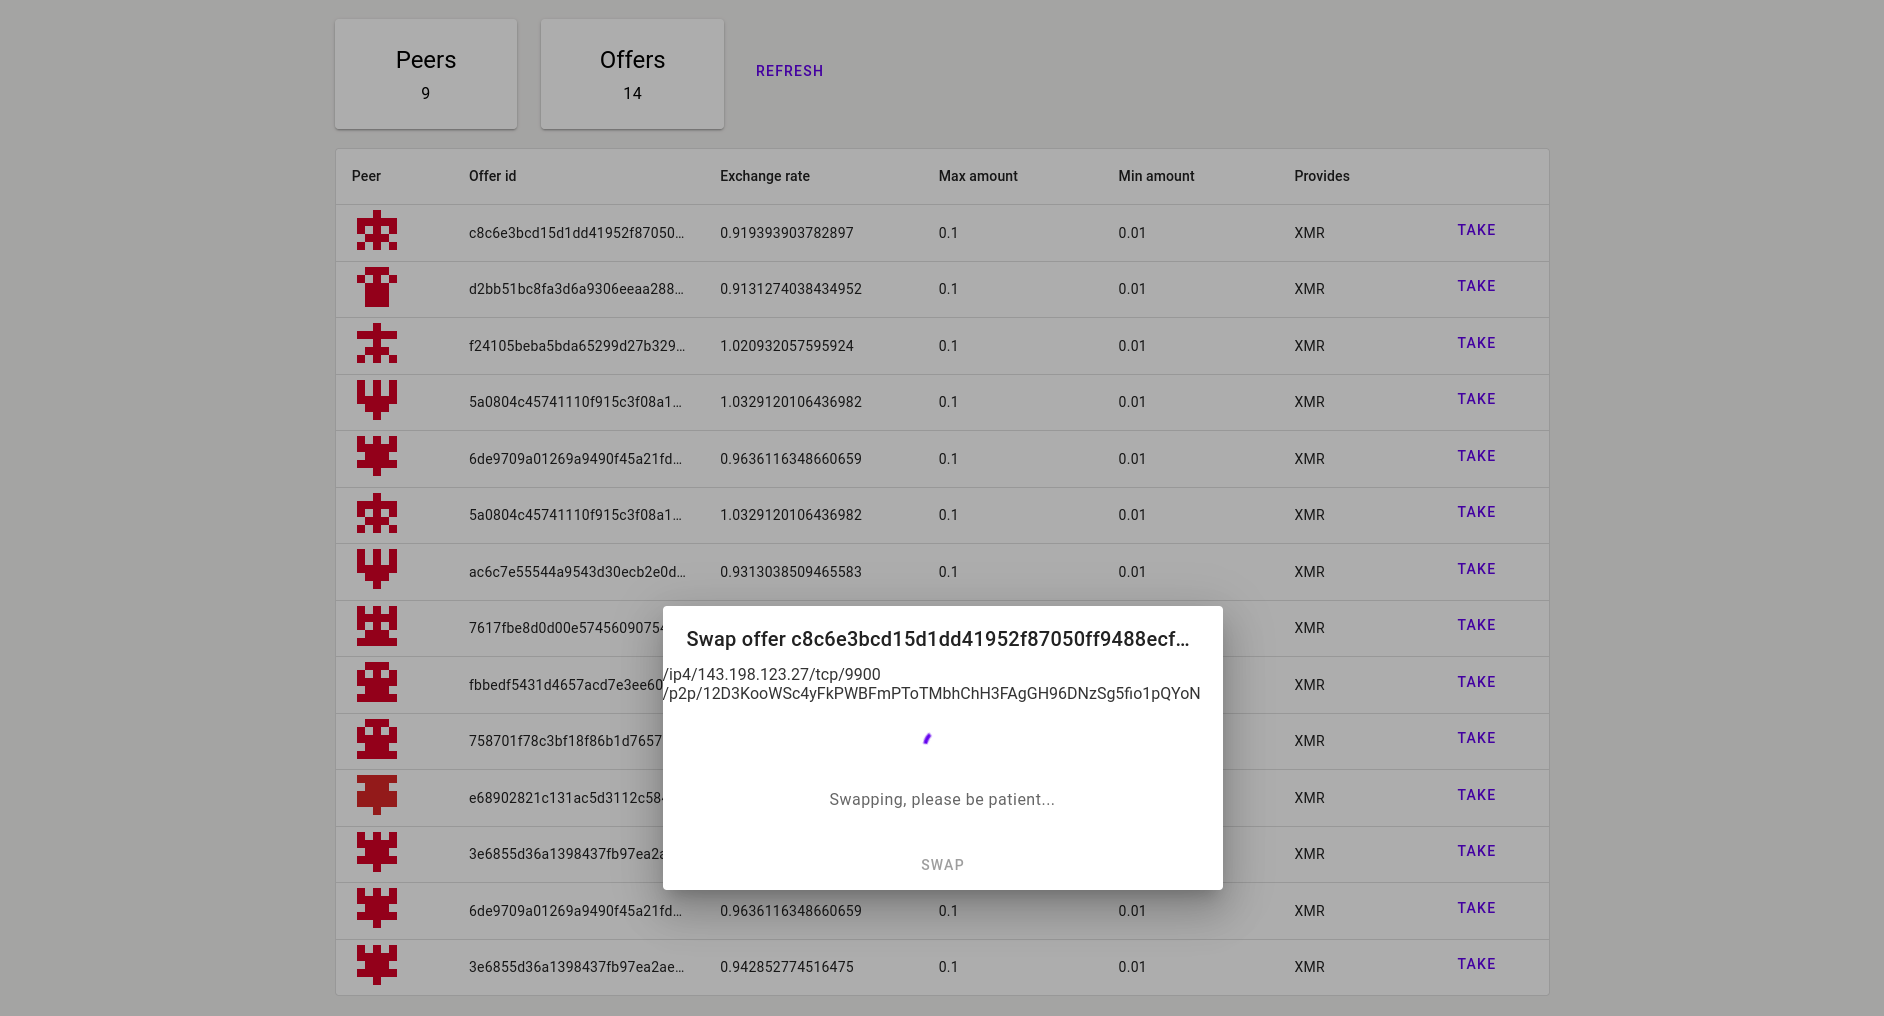 Peers
9
Offers
14
REFRESH
Peer Offer id Exchange rate Max amount Min amount Provides
c8c6e3bcd15d1dd41952f87050... 0.919393903782897 0.1 0.01 XMR TAKE
d2bb51bc8fa3d6a9306eeaa288... 0.9131274038434952 0.1 0.01 XMR TAKE
f24105beba5bda65299d27b329... 1.020932057595924 0.1 0.01 XMR TAKE
5a0804c45741110f915c3f08a1... 1.0329120106436982 0.1 0.01 XMR TAKE
6de9709a01269a9490f45a21fd... 0.9636116348660659 0.1 0.01 XMR TAKE
5a0804c45741110f915c3f08a1... 1.0329120106436982 0.1 0.01 XMR TAKE
ac6c7e55544a9543d30ecb2e0d... 0.9313038509465583 0.1 0.01 XMR TAKE
7617fbe8d0d00e5745609075 XMR TAKE
fbbedf5431d4657acd7e3ee60 XMR TAKE
758701f78c3bf18f86b1d7657 XMR TAKE
e68902821c131ac5d3112c58 XMR TAKE
3e6855d36a1398437fb97ea2a XMR TAKE
6de9709a01269a9490f45a21fd... 0.9636116348660659 0.1 0.01 XMR TAKE
3e6855d36a1398437fb97ea2ae... 0.942852774516475 0.1 0.01 XMR TAKE
Swap offer c8c6e3bcd15d1dd41952f87050ff9488ecf...
/ip4/143.198.123.27/tcp/9900
/p2p/12D3KooWSc4yFkPWBFmPToTMbhChH3FAgGH96DNzSg5fio1pQYoN
Swapping, please be patient...
SWAP